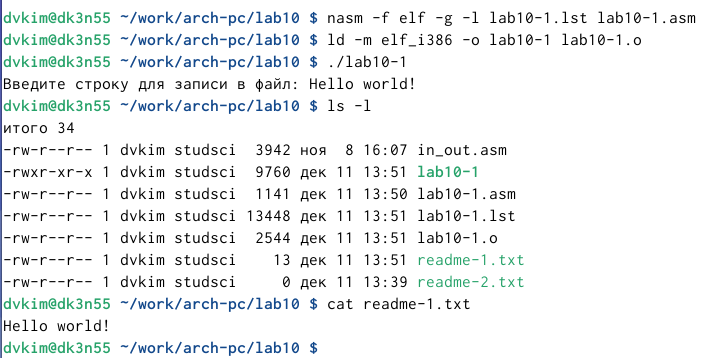 dvkim@dk3n55 ~/work/arch-pc/lab10 $ nasm -f elf -g -l lab10-1.lst lab10-1.asm
dvkim@dk3n55 ~/work/arch-pc/lab10 $ ld -m elf_i386 -o lab10-1 lab10-1.o
dvkim@dk3n55 ~/work/arch-pc/lab10 $ ./lab10-1
Введите строку для записи в файл: Hello world!
dvkim@dk3n55 ~/work/arch-pc/lab10 $ ls -l
итого 34
-rw-r--r-- 1 dvkim studsci  3942 ноя  8 16:07 in_out.asm
-rwxr-xr-x 1 dvkim studsci  9760 дек 11 13:51 lab10-1
-rw-r--r-- 1 dvkim studsci  1141 дек 11 13:50 lab10-1.asm
-rw-r--r-- 1 dvkim studsci 13448 дек 11 13:51 lab10-1.lst
-rw-r--r-- 1 dvkim studsci  2544 дек 11 13:51 lab10-1.o
-rw-r--r-- 1 dvkim studsci    13 дек 11 13:51 readme-1.txt
-rw-r--r-- 1 dvkim studsci     0 дек 11 13:39 readme-2.txt
dvkim@dk3n55 ~/work/arch-pc/lab10 $ cat readme-1.txt
Hello world!
dvkim@dk3n55 ~/work/arch-pc/lab10 $